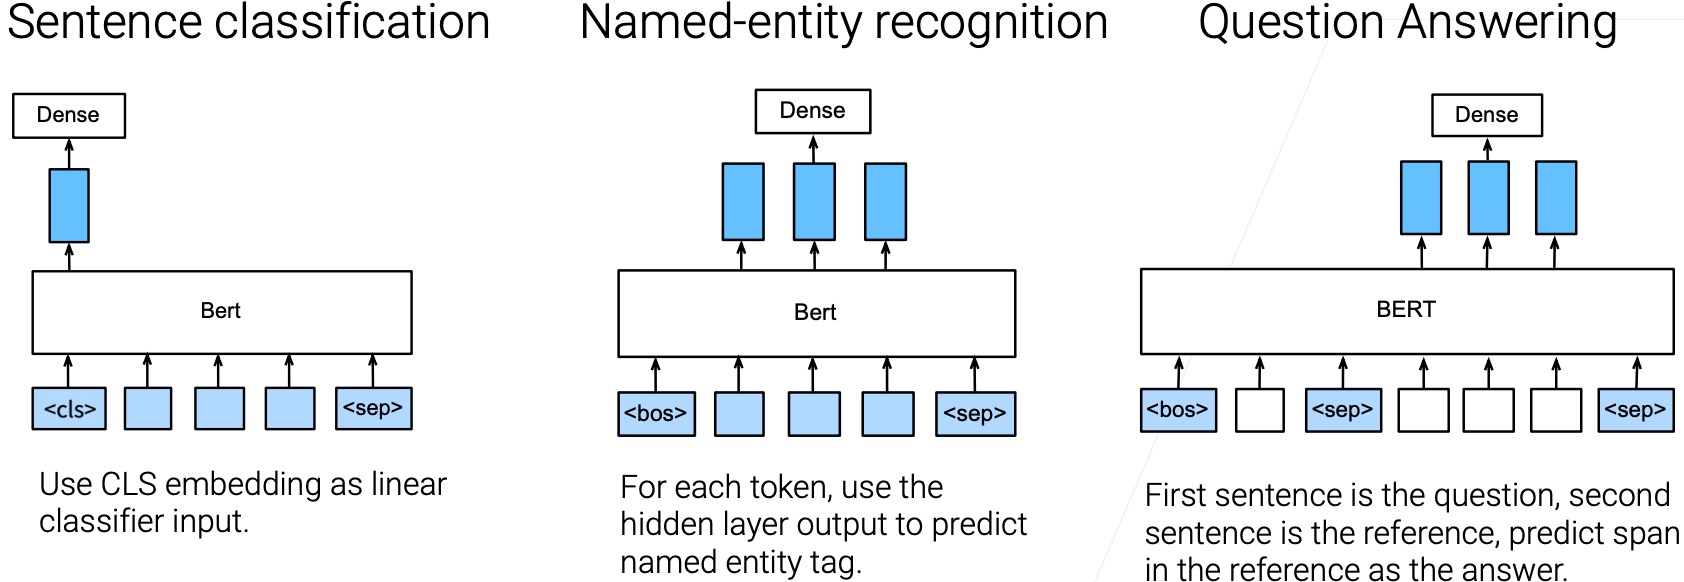 Sentence classification
Dense
Bert
<cls>
<sep>
Use CLS embedding as linear
classifier input.
Named-entity recognition
Dense
Bert
<bos>
<sep>
For each token, use the
hidden layer output to predict
named entity tag.
Question Answering
Dense
BERT
<bos>
<sep>
<sep>
First sentence is the question, second
sentence is the reference, predict span
in the reference as the answer.